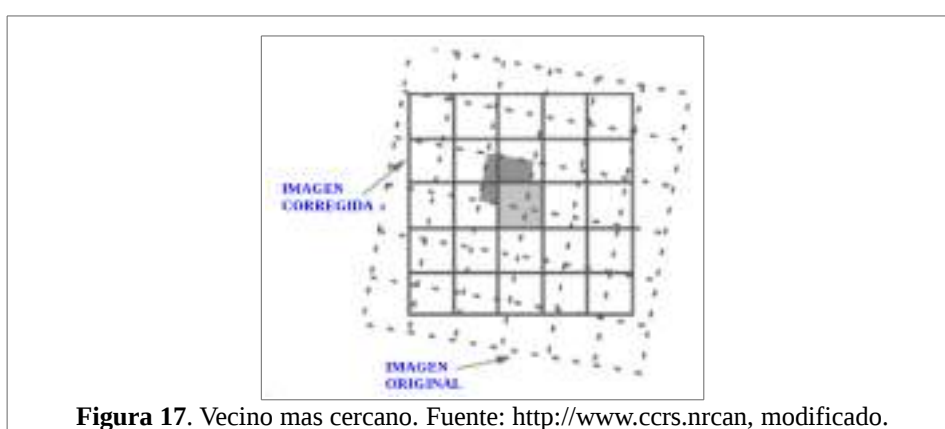 IMAGEN
CORREGIDA
IMAGEN
ORIGINAL
Figura 17. Vecino mas cercano. Fuente: http://www.ccrs.nrcan, modificado.